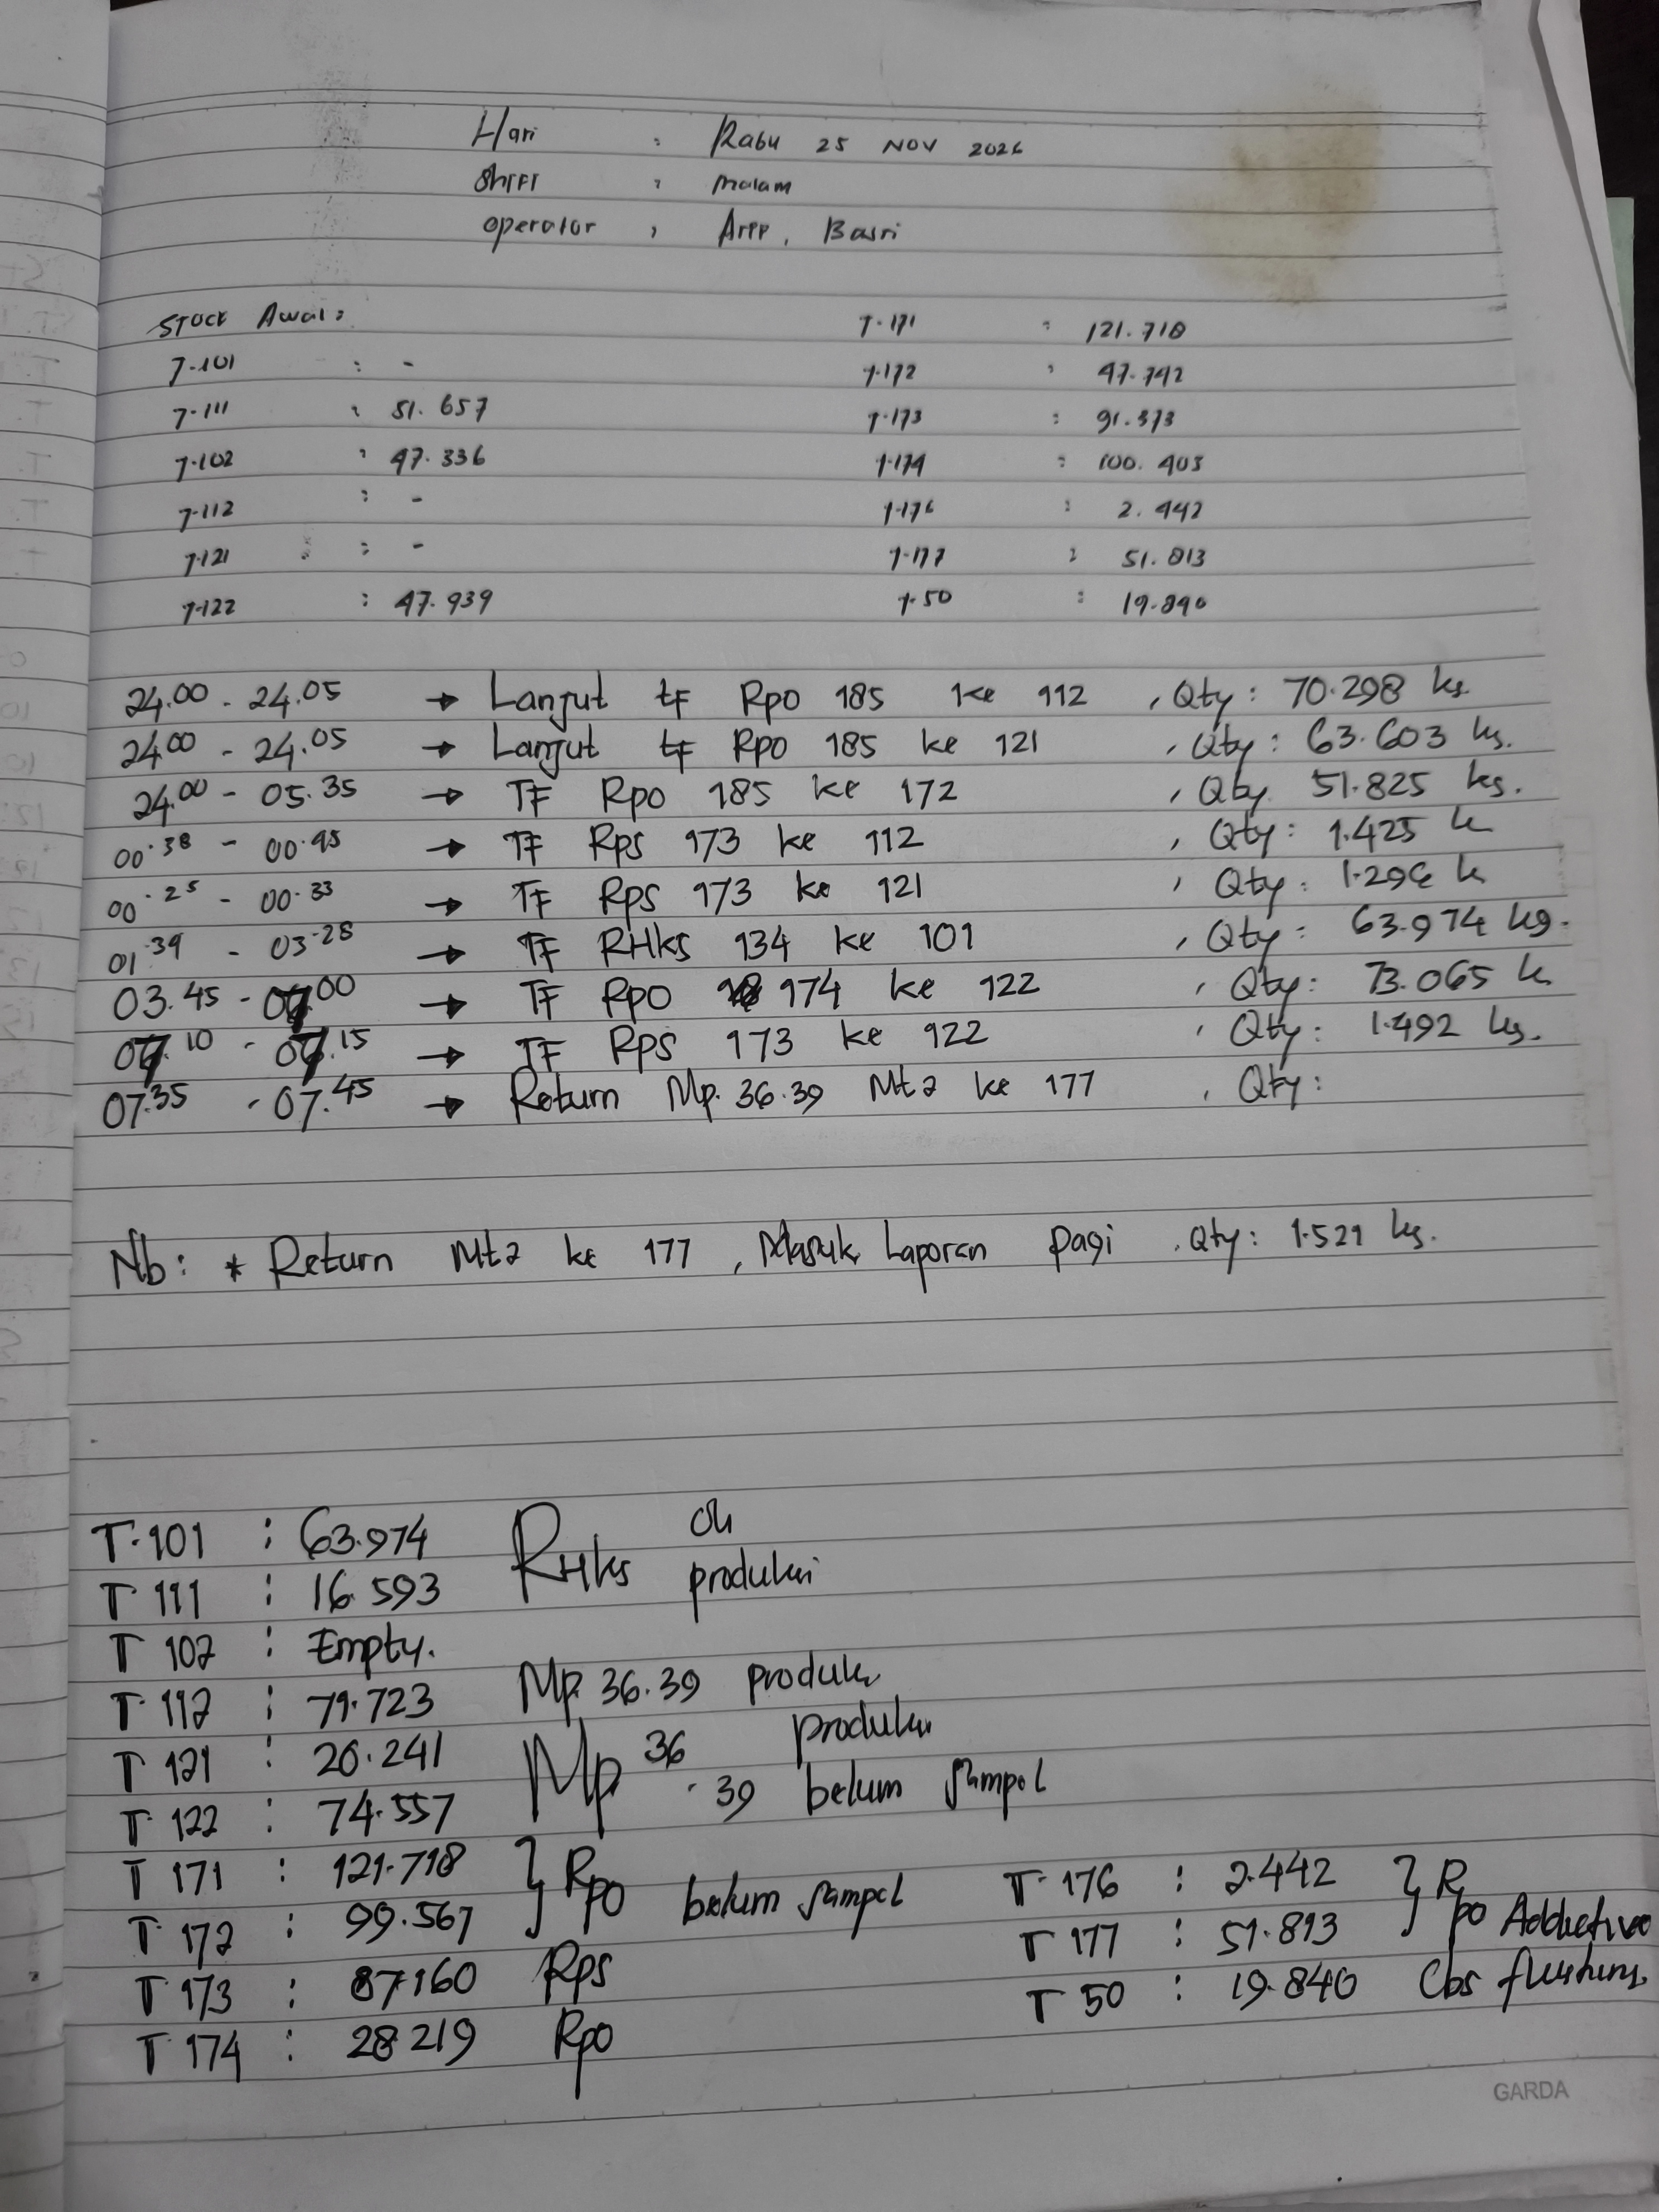 Hari : Rabu 25 NOV 2026
Shift : Malam
operator : Arif, Basri
STOCK Awal : T-171 : 121.718
T-101 : - T-172 : 47.742
T-111 : 51.657 T-173 : 91.373
T-102 : 47.336 T-174 : 100.403
T-112 : - T-176 : 2.442
T-121 : - T-177 : 51.813
T-122 : 47.939 T-50 : 19.840
24.00 - 24.05 → Lanjut tF Rpo 185 ke 112 , Qty : 70.298 kg.
24.00 - 24.05 → Lanjut tF Rpo 185 ke 121 , Qty : 63.603 kg.
24.00 - 05.35 → TF Rpo 185 ke 172 , Qty 51.825 kg.
00.38 - 00.45 → TF Rps 173 ke 112 , Qty : 1.425 k
00.25 - 00.33 → TF Rps 173 ke 121 , Qty : 1.296 k
01.39 - 03.28 → TF RHks 134 ke 101 , Qty : 63.974 kg.
03.45 - 07.00 → TF Rpo 174 ke 122 , Qty : 73.065 k
07.10 - 07.15 → TF Rps 173 ke 122 , Qty : 1.492 kg.
07.35 - 07.45 → Return Mp. 36.39 Mt2 ke 177 , Qty :
Nb : * Return Mt2 ke 177 , Masuk Laporan pagi . Qty : 1.521 kg.
T-101 : 63.974 RHks Ok
T 111 : 16.593 produksi
T 102 : Empty.
T 112 : 71.723 Mp. 36.39 produksi
T 121 : 20.241 Mp 36 produksi
T 122 : 74.557 .39 belum sampel
T 171 : 121.718 } Rpo belum sampel T 176 : 2.442 } Rpo Addictive
T 172 : 99.567 T 177 : 51.813
T 173 : 87.160 Rps T 50 : 19.840 Cbs flushing
T 174 : 28.219 Rpo
GARDA